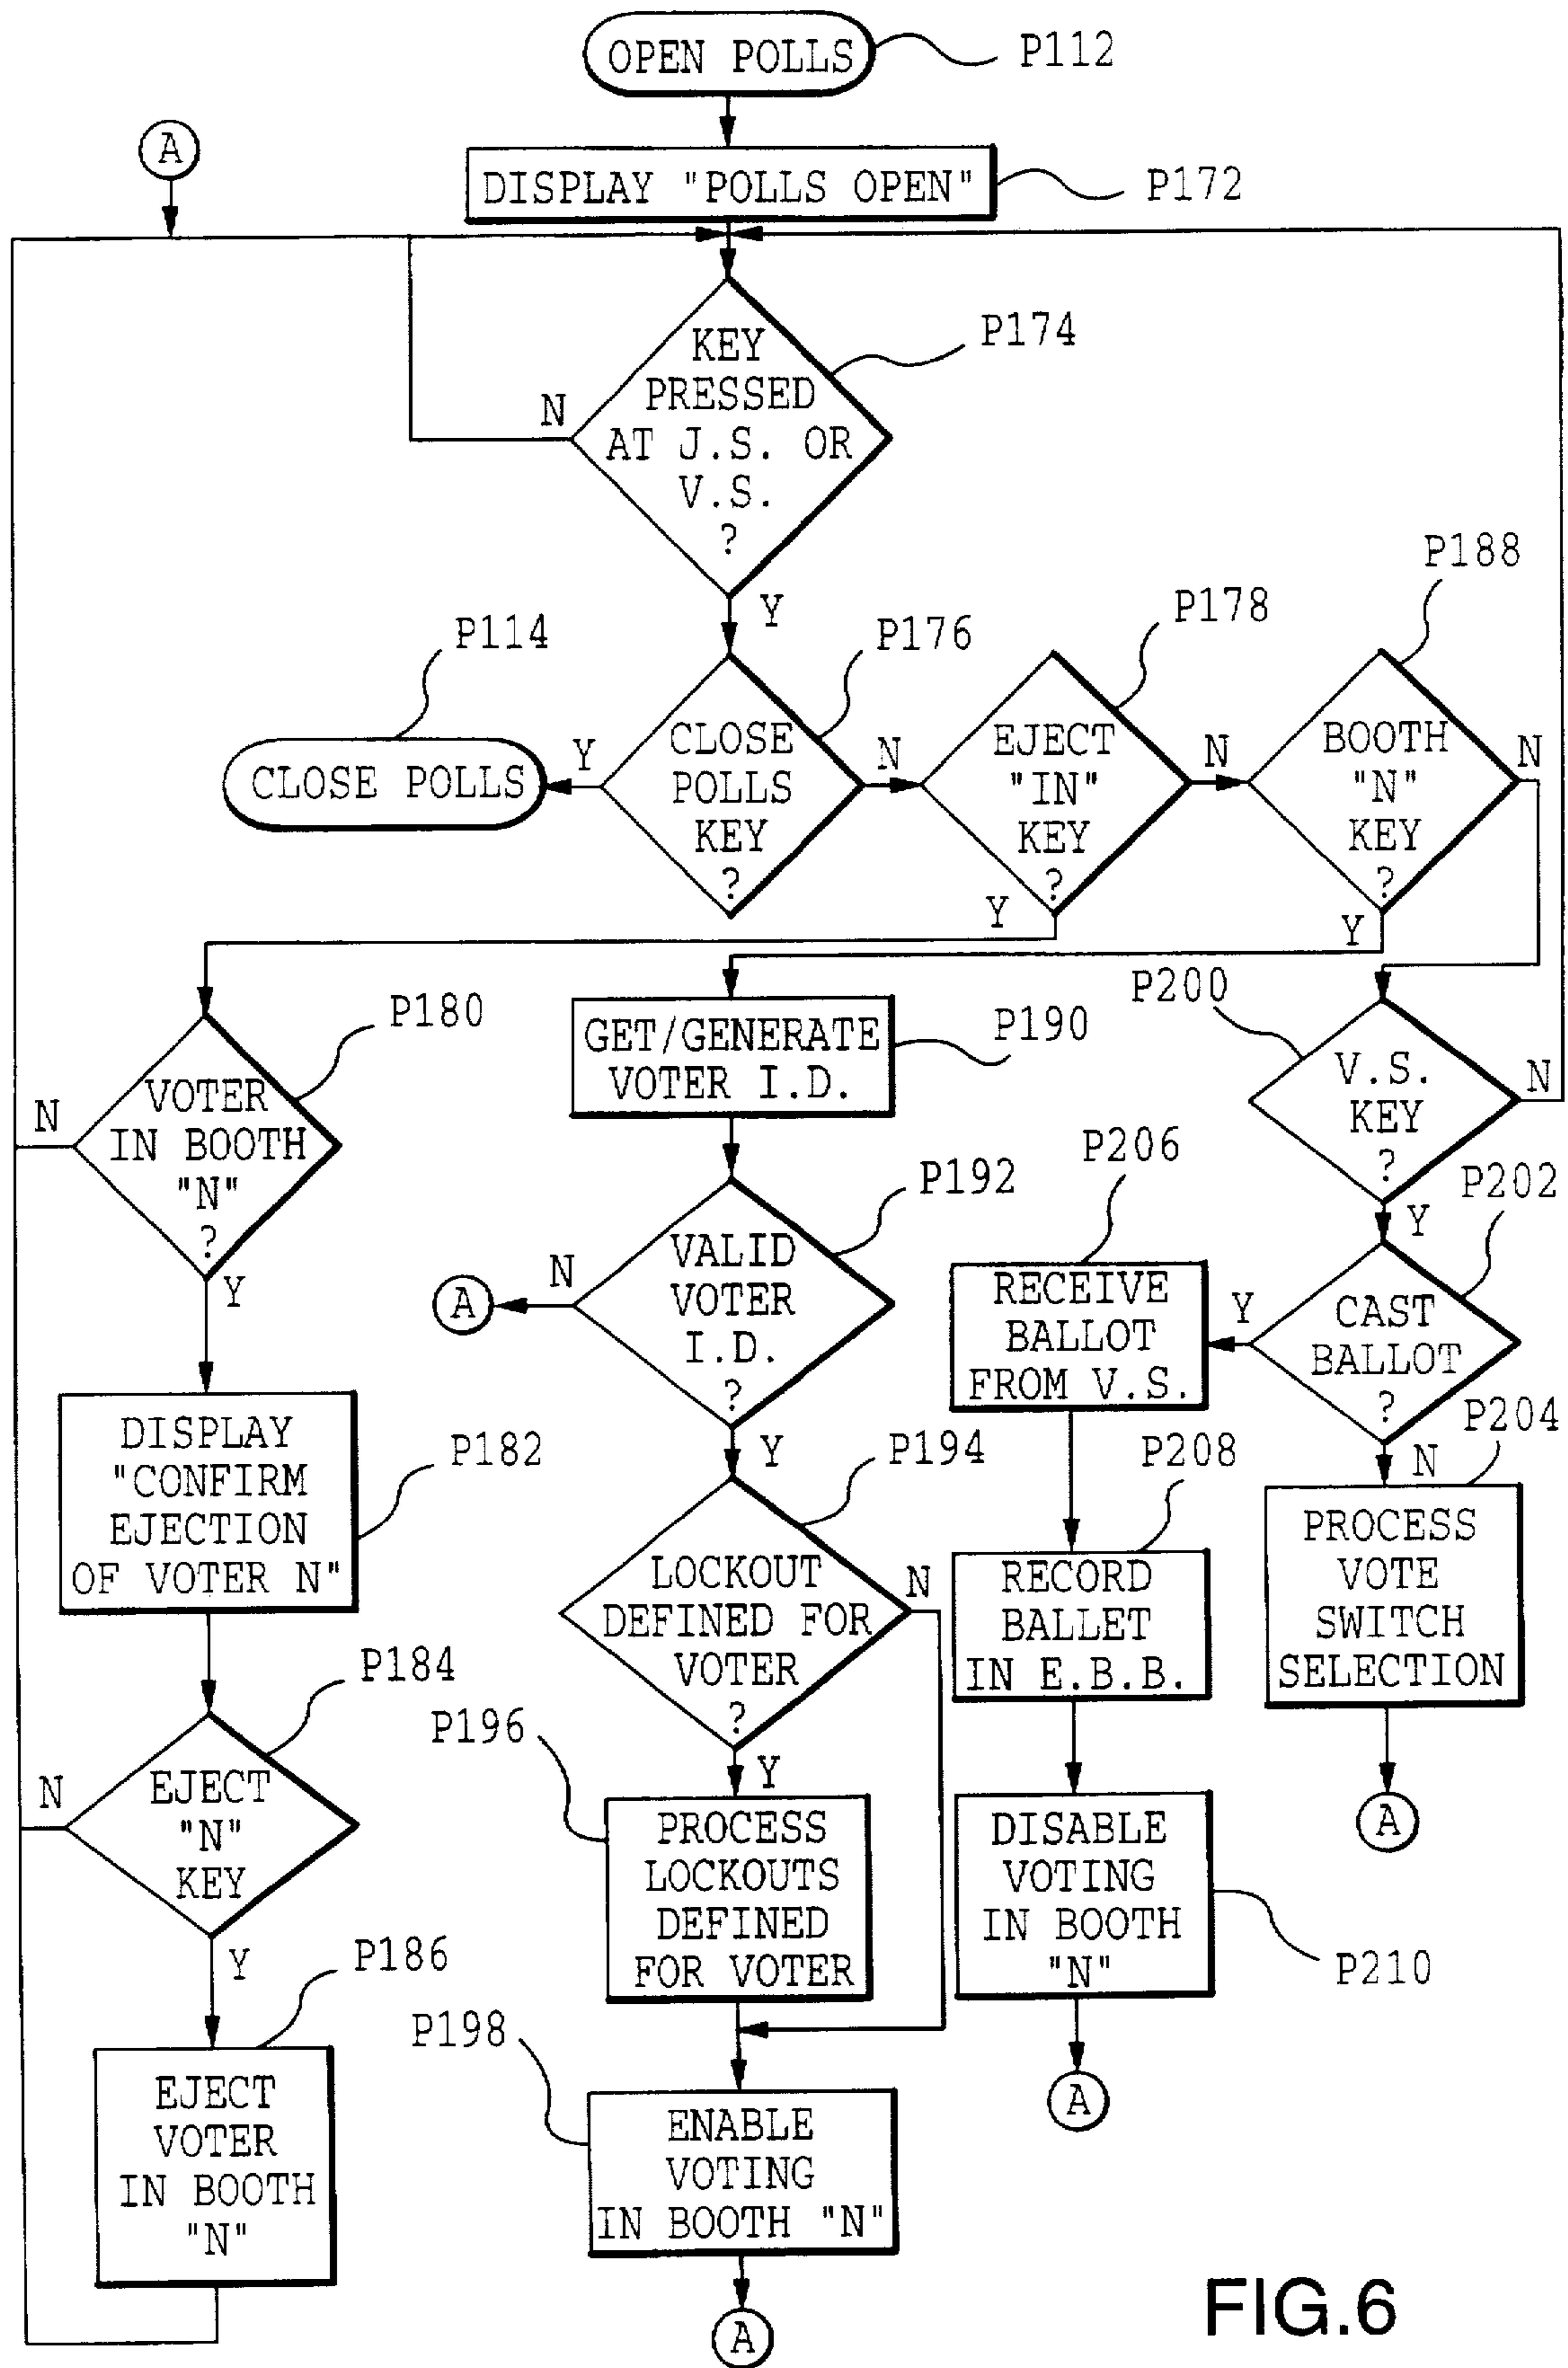 OPEN POLLS
P112
A
DISPLAY "POLLS OPEN"
P172
KEY
PRESSED
AT J.S. OR
V.S.
?
P174
N
Y
P114
CLOSE POLLS
Y
CLOSE
POLLS
KEY
?
P176
N
EJECT
"IN"
KEY
?
P178
N
Y
BOOTH
"N"
KEY
?
P188
N
Y
VOTER
IN BOOTH
"N"
?
P180
N
Y
DISPLAY
"CONFIRM
EJECTION
OF VOTER N"
P182
EJECT
"N"
KEY
P184
N
Y
EJECT
VOTER
IN BOOTH
"N"
P186
GET/GENERATE
VOTER I.D.
P190
VALID
VOTER
I.D.
?
P192
N
A
Y
LOCKOUT
DEFINED FOR
VOTER
?
P194
N
Y
PROCESS
LOCKOUTS
DEFINED
FOR VOTER
P196
ENABLE
VOTING
IN BOOTH "N"
P198
A
V.S.
KEY
?
P200
N
Y
CAST
BALLOT
?
P202
Y
N
PROCESS
VOTE
SWITCH
SELECTION
P204
A
RECEIVE
BALLOT
FROM V.S.
P206
RECORD
BALLET
IN E.B.B.
P208
DISABLE
VOTING
IN BOOTH
"N"
P210
A
FIG.6